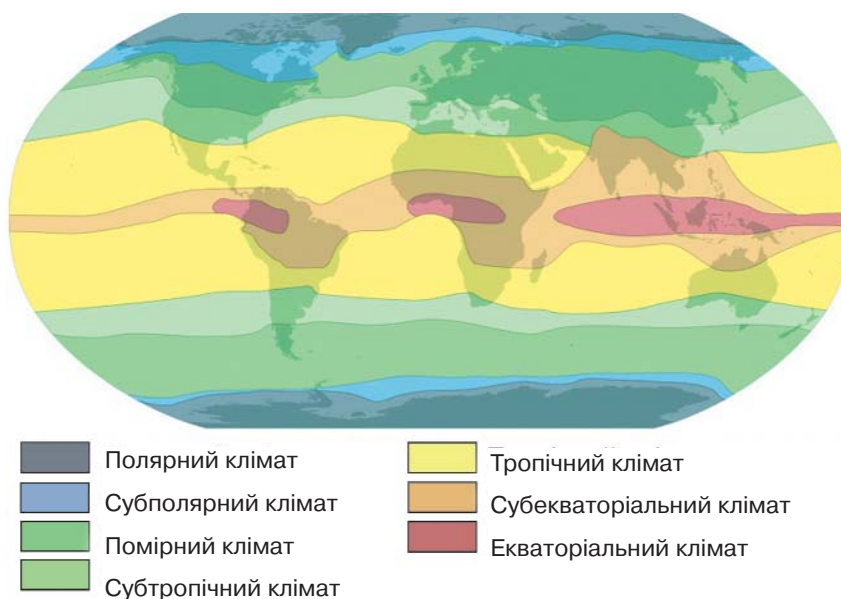 Полярний клімат
Субполярний клімат
Помірний клімат
Субтропічний клімат
Тропічний клімат
Субекваторіальний клімат
Екваторіальний клімат